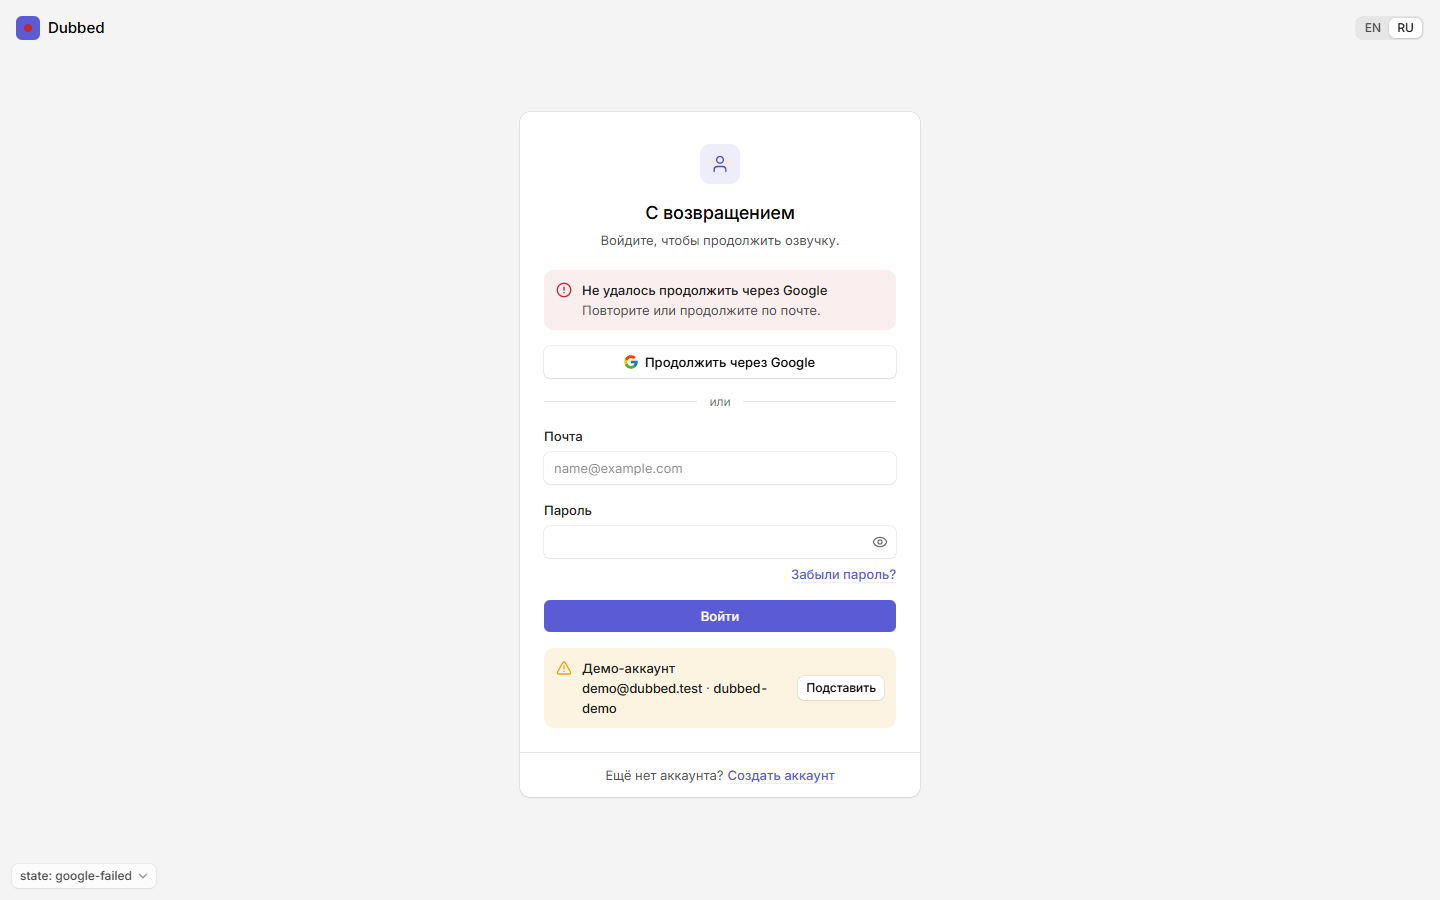 Dubbed
EN RU
С возвращением
Войдите, чтобы продолжить озвучку.
Не удалось продолжить через Google
Повторите или продолжите по почте.
Продолжить через Google
или
Почта
name@example.com
Пароль
Забыли пароль?
Войти
Демо-аккаунт
demo@dubbed.test · dubbed-
demo
Подставить
Ещё нет аккаунта? Создать аккаунт
state: google-failed